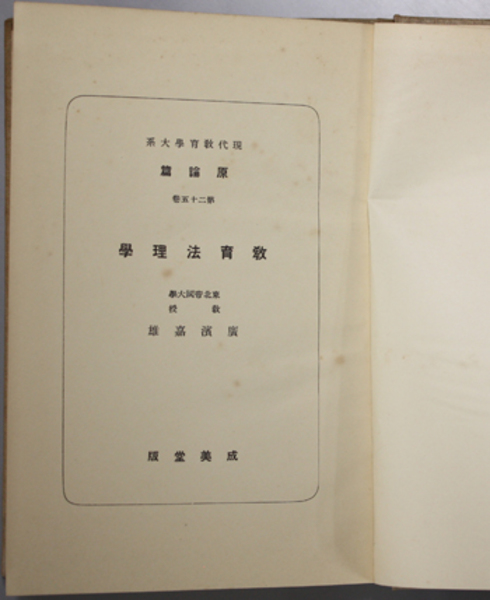 現代教育學大系
原論篇
第二十五卷
教育法理學
東北帝国大學
教授
廣濱嘉雄
成美堂版